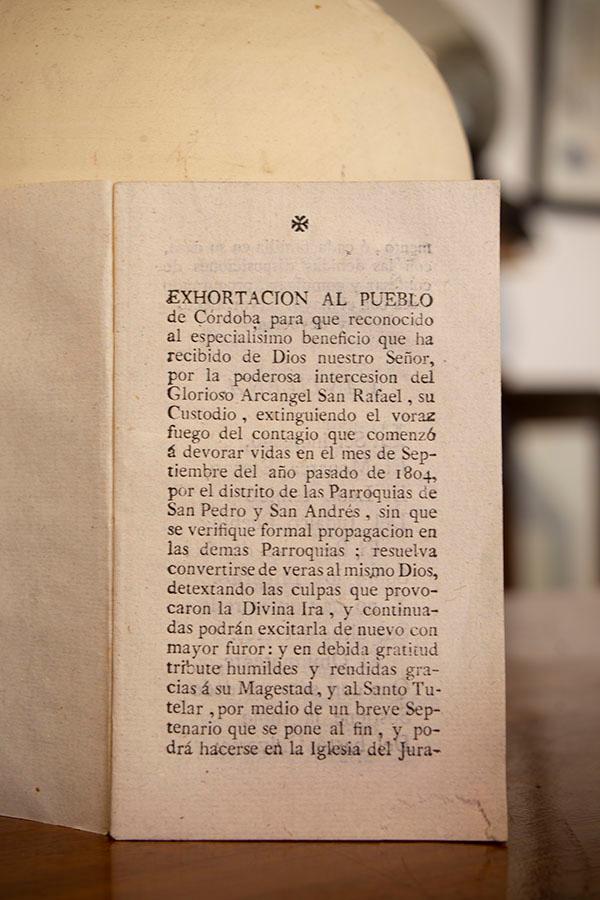 EXHORTACION AL PUEBLO
de Córdoba para que reconocido
al especialisimo beneficio que ha
recibido de Dios nuestro Señor,
por la poderosa intercesion del
Glorioso Arcangel San Rafael , su
Custodio , extinguiendo el voraz
fuego del contagio que comenzó
á devorar vidas en el mes de Sep-
tiembre del año pasado de 1804,
por el distrito de las Parroquias de
San Pedro y San Andrés , sin que
se verifique formal propagacion en
las demas Parroquias ; resuelva
convertirse de veras al mismo Dios,
detextando las culpas que provo-
caron la Divina Ira , y continua-
das podrán excitarla de nuevo con
mayor furor: y en debida gratitud
tribute humildes y rendidas gra-
cias á su Magestad, y al Santo Tu-
telar , por medio de un breve Sep-
tenario que se pone al fin , y po-
drá hacerse en la Iglesia del Jura-